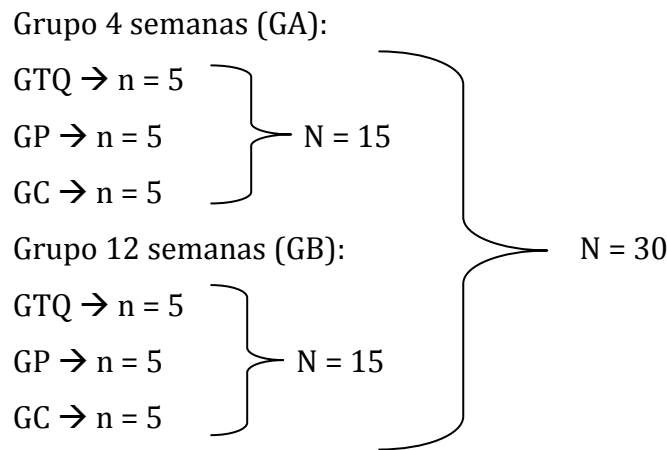 Grupo 4 semanas (GA):
GTQ → n = 5
GP → n = 5
N = 15
GC → n = 5
Grupo 12 semanas (GB):
N = 30
GTQ → n = 5
GP → n = 5
N = 15
GC → n = 5